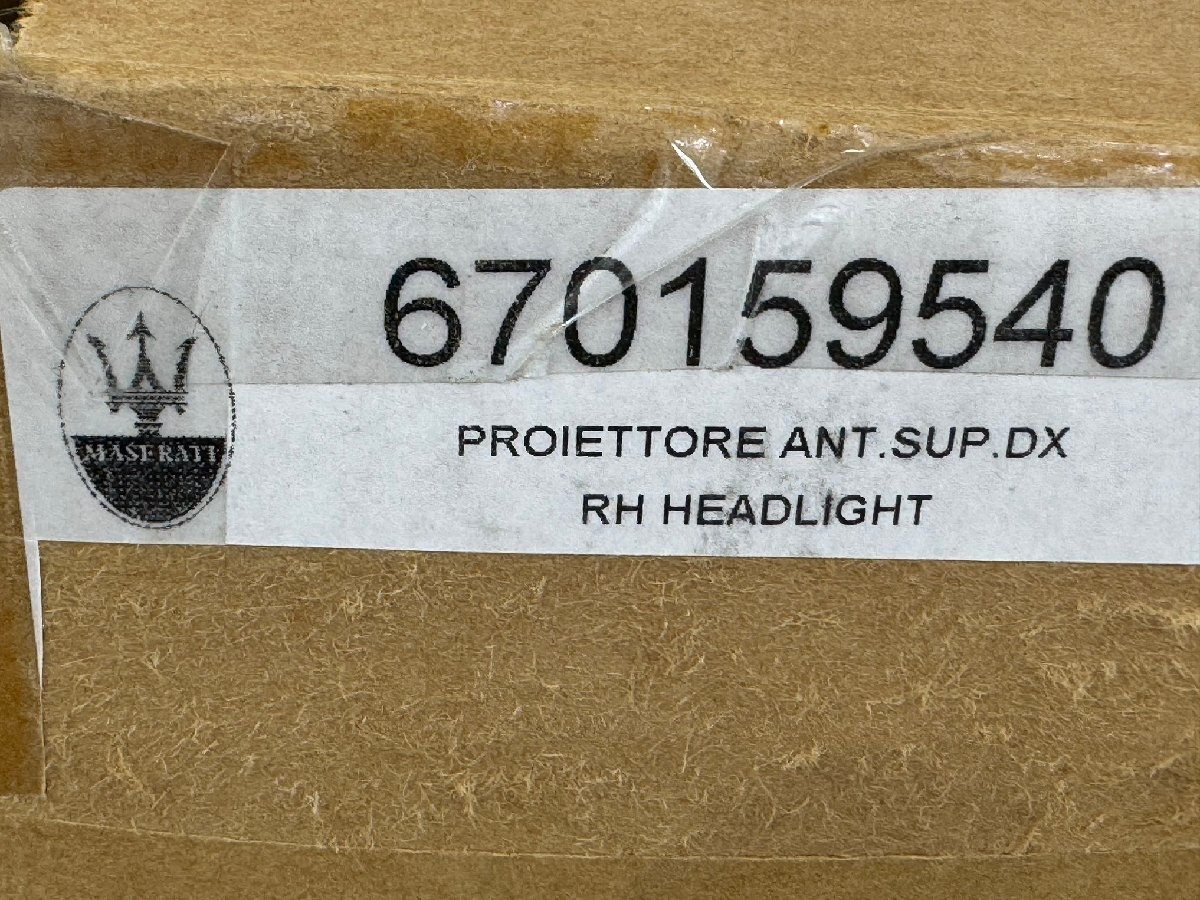 670159540
MASERATI
PROIETTORE ANT.SUP.DX
RH HEADLIGHT